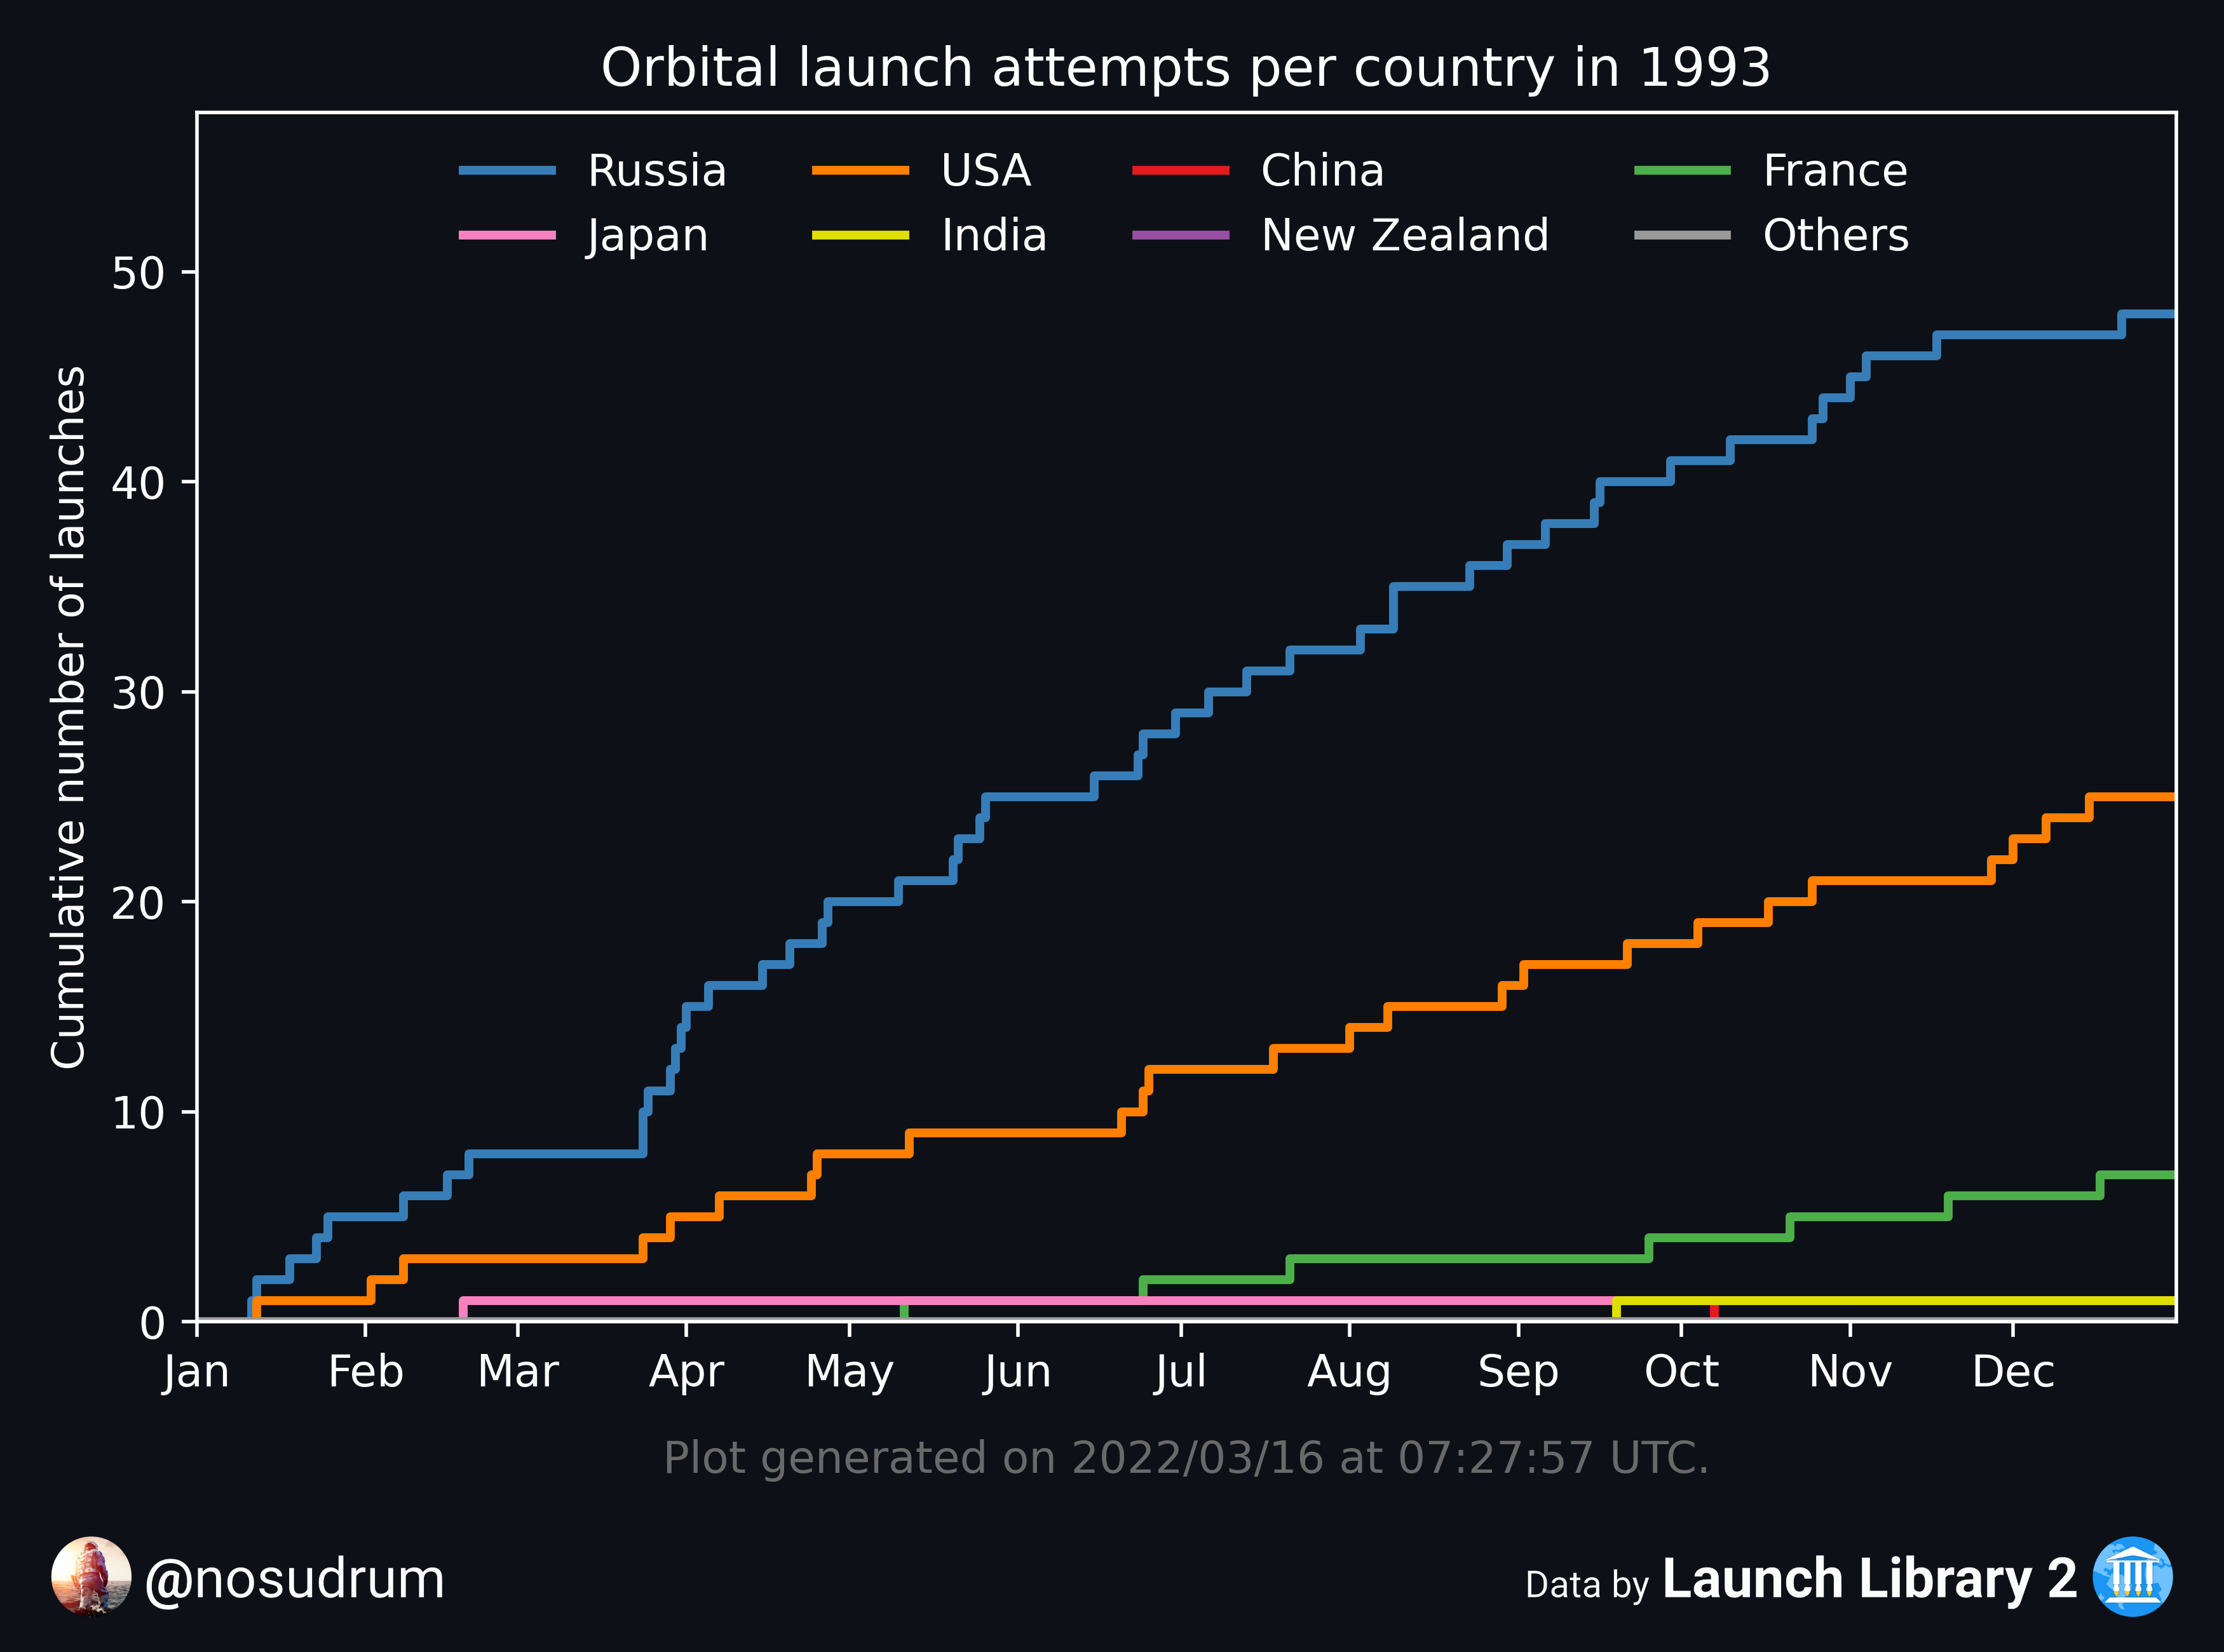 Orbital launch attempts per country in 1993
Russia USA China France
Japan India New Zealand Others
Cumulative number of launches
50
40
30
20
10
0
Jan Feb Mar Apr May Jun Jul Aug Sep Oct Nov Dec
Plot generated on 2022/03/16 at 07:27:57 UTC.
@nosudrum
Data by Launch Library 2